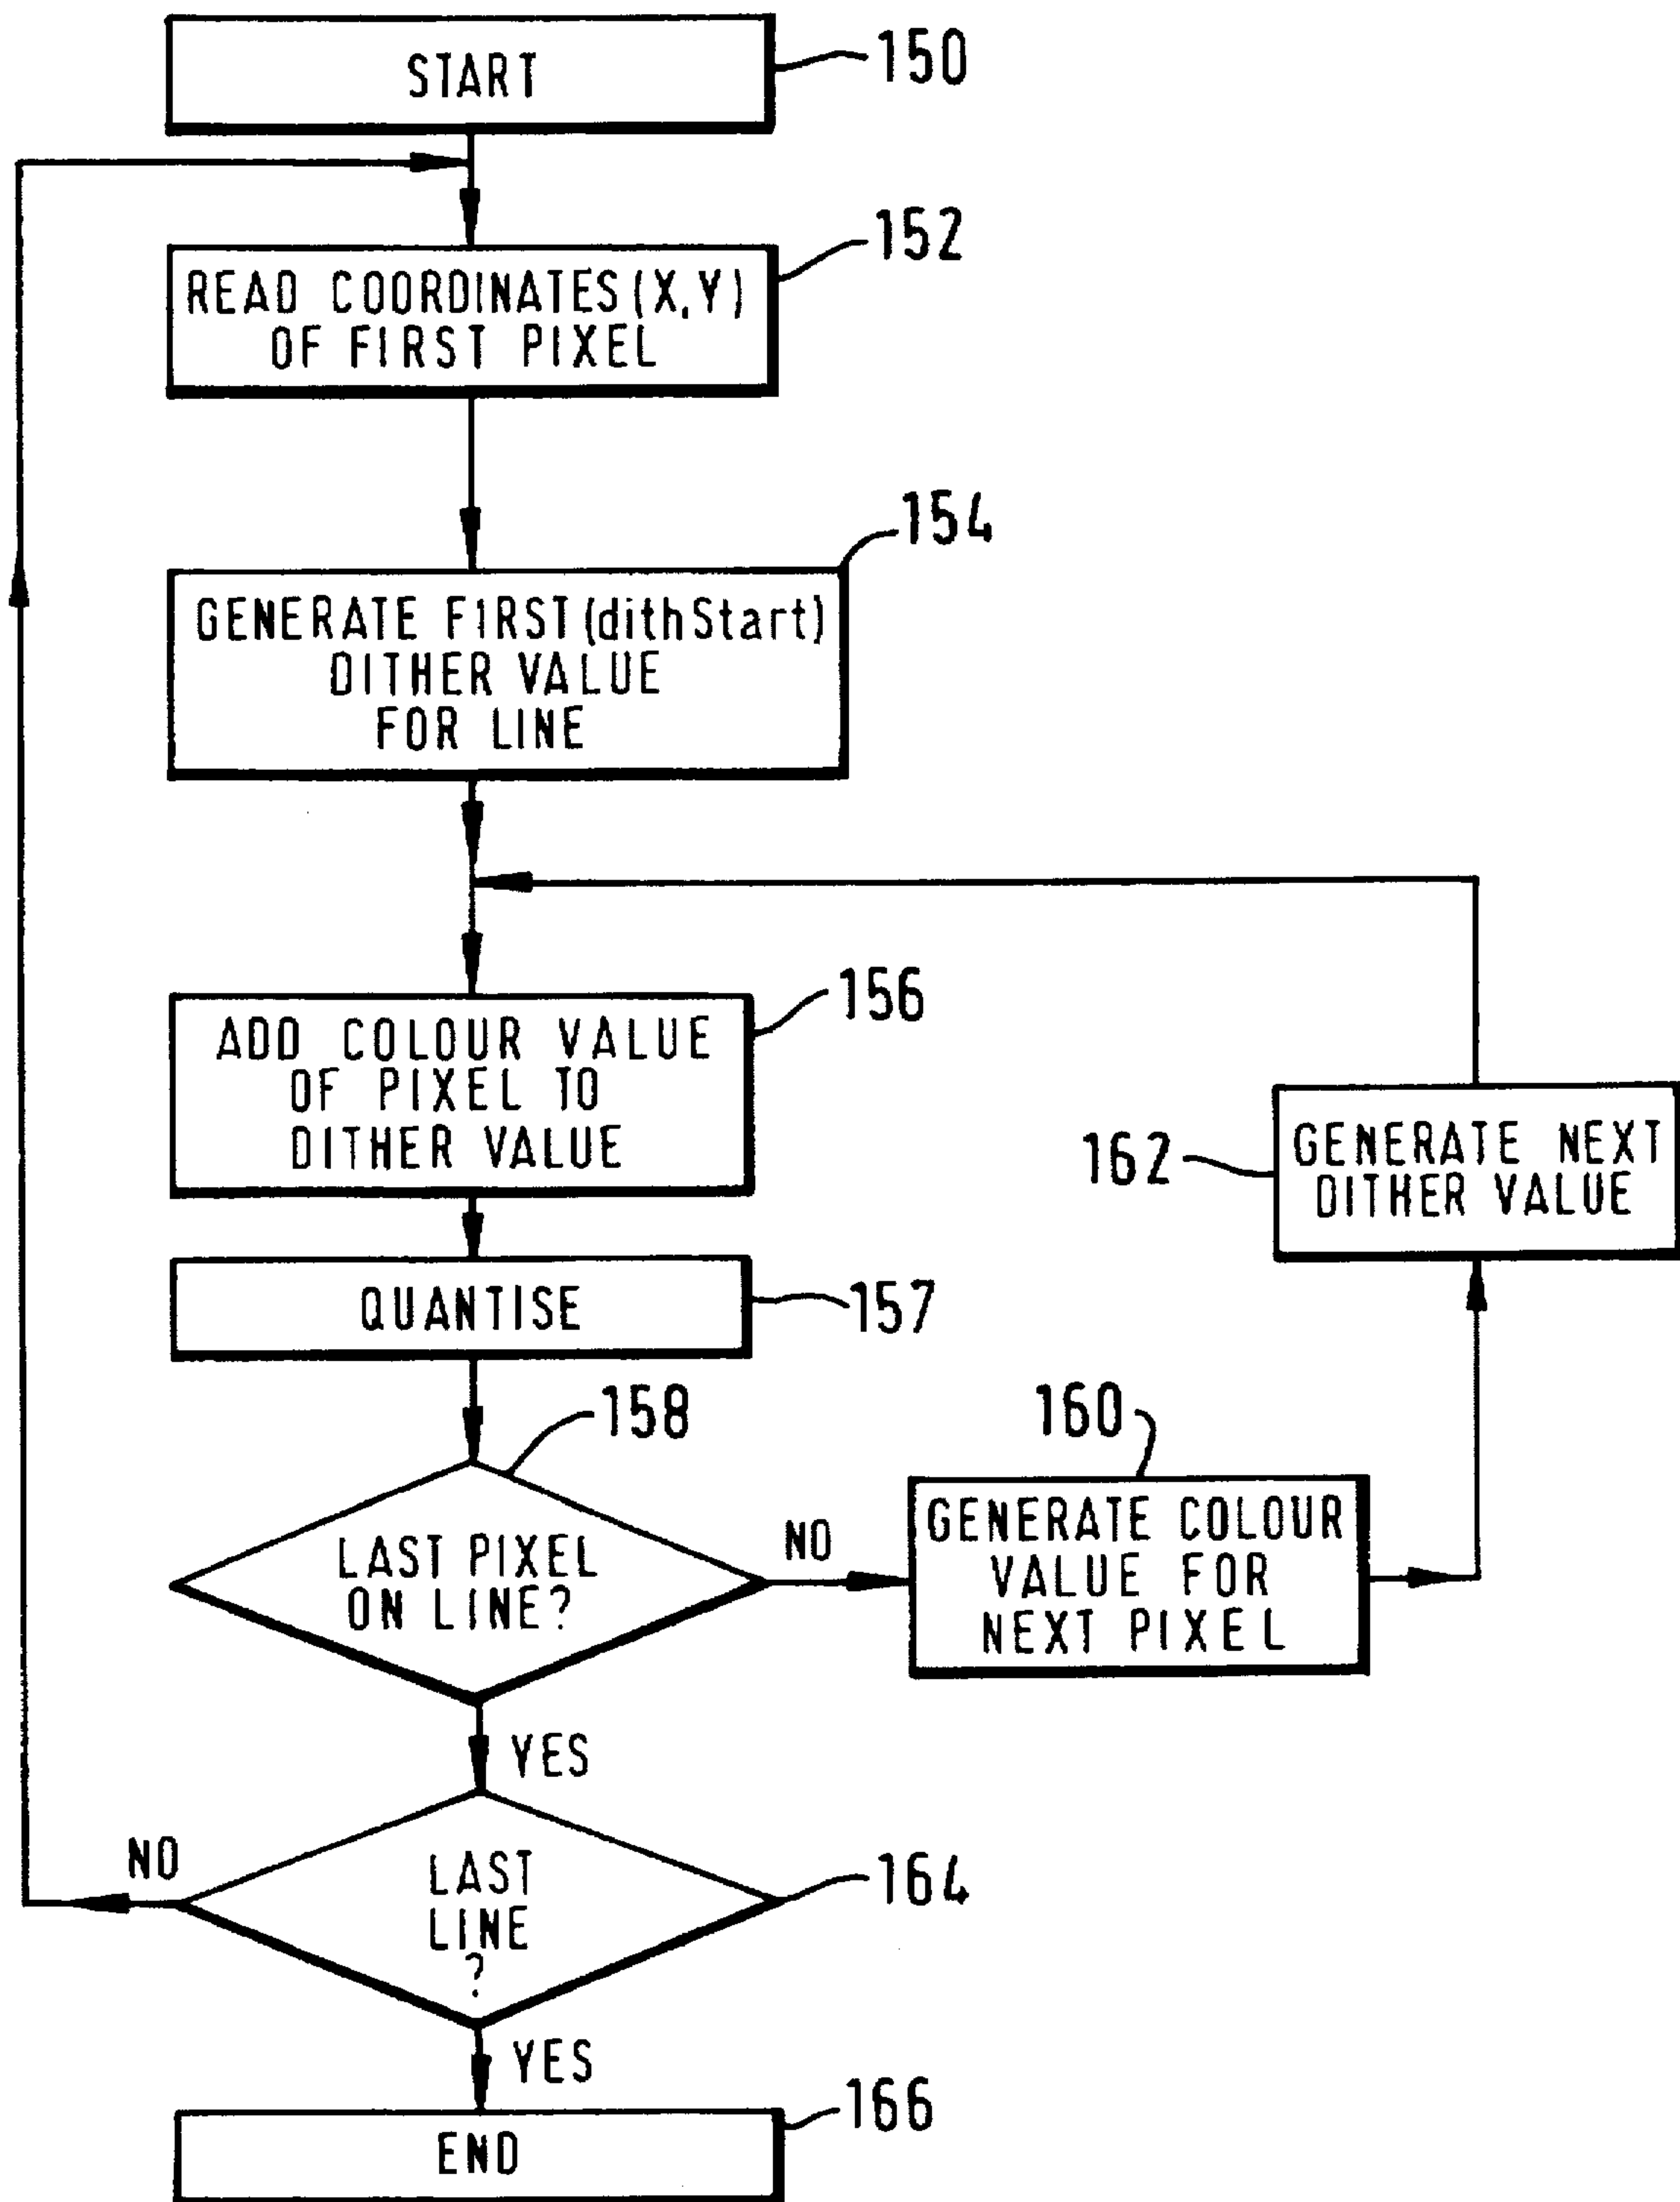 START
150
READ COORDINATES (X,Y)
OF FIRST PIXEL
152
GENERATE FIRST (dithStart)
DITHER VALUE
FOR LINE
154
ADD COLOUR VALUE
OF PIXEL TO
DITHER VALUE
156
QUANTISE
157
158
LAST PIXEL
ON LINE?
NO
160
GENERATE COLOUR
VALUE FOR
NEXT PIXEL
162
GENERATE NEXT
DITHER VALUE
YES
NO
LAST
LINE
?
164
YES
END
166